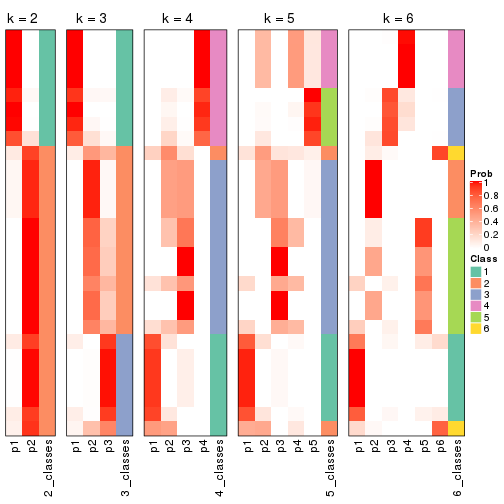 k = 2
k = 3
k = 4
k = 5
k = 6
Prob
1
0.8
0.6
0.4
0.2
0
Class
1
2
3
4
5
6
p1
p2
2_classes
p1
p2
p3
3_classes
p1
p2
p3
p4
4_classes
p1
p2
p3
p4
p5
5_classes
p1
p2
p3
p4
p5
p6
6_classes